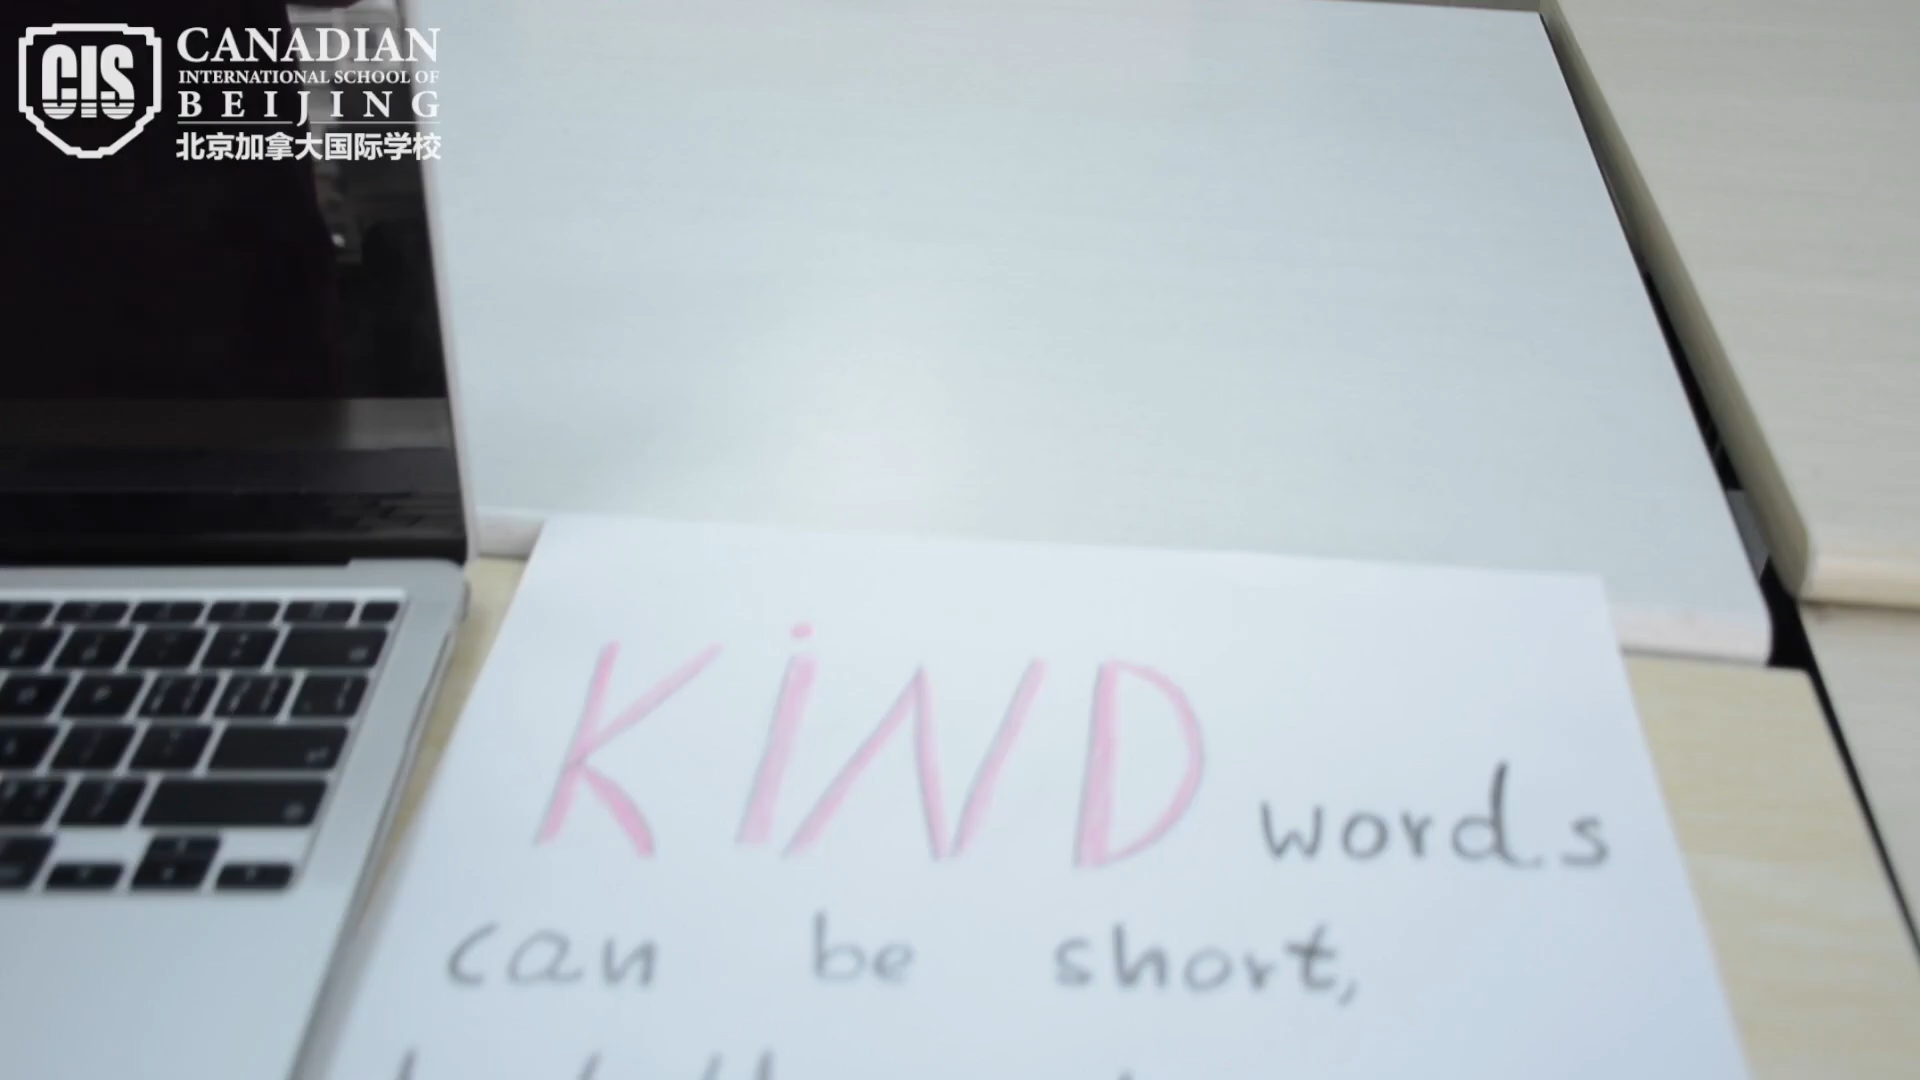 CIS
CANADIAN
INTERNATIONAL SCHOOL OF
BEIJING
北京加拿大国际学校
KiND words
can be short,